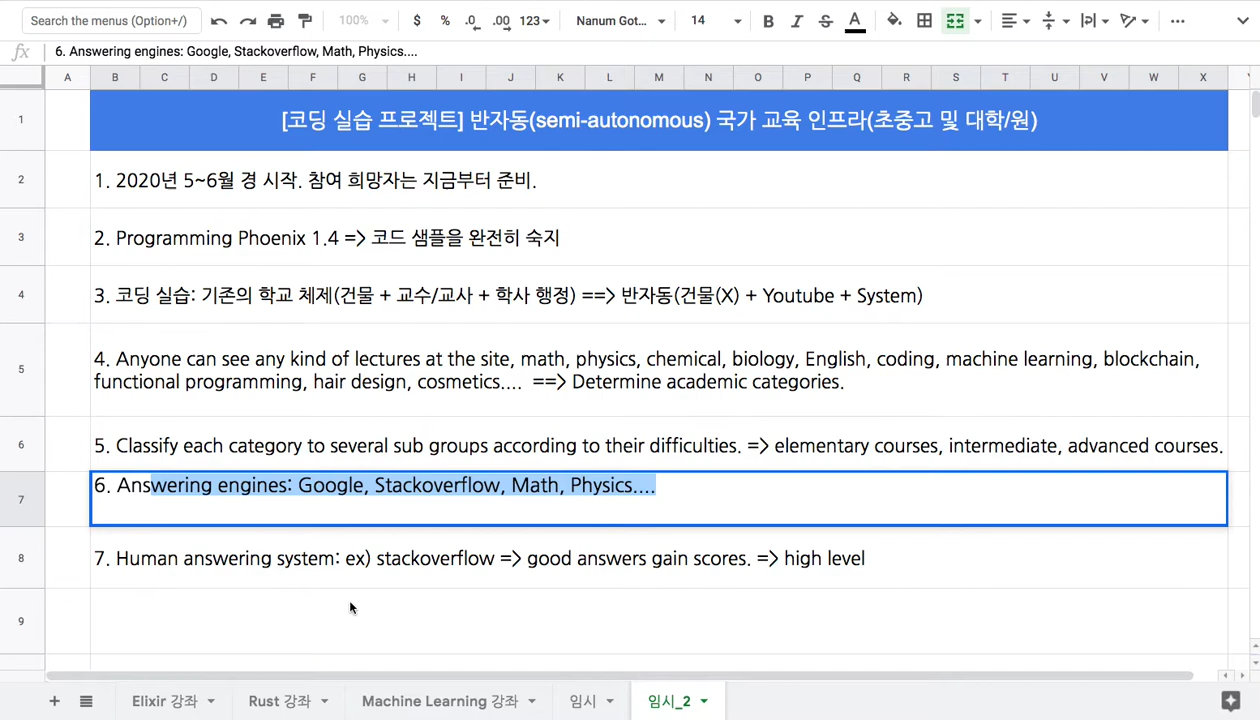 Search the menus (Option+/)
100%
$ % .0 .00 123
Nanum Got...
14
B I S A
fx
6. Answering engines: Google, Stackoverflow, Math, Physics....
A B C D E F G H I J K L M N O P Q R S T U V W X
1
[코딩 실습 프로젝트] 반자동(semi-autonomous) 국가 교육 인프라(초중고 및 대학/원)
2
1. 2020년 5~6월 경 시작. 참여 희망자는 지금부터 준비.
3
2. Programming Phoenix 1.4 => 코드 샘플을 완전히 숙지
4
3. 코딩 실습: 기존의 학교 체제(건물 + 교수/교사 + 학사 행정) ==> 반자동(건물(X) + Youtube + System)
5
4. Anyone can see any kind of lectures at the site, math, physics, chemical, biology, English, coding, machine learning, blockchain,
functional programming, hair design, cosmetics.... ==> Determine academic categories.
6
5. Classify each category to several sub groups according to their difficulties. => elementary courses, intermediate, advanced courses.
7
6. Answering engines: Google, Stackoverflow, Math, Physics....
8
7. Human answering system: ex) stackoverflow => good answers gain scores. => high level
9
Elixir 강좌
Rust 강좌
Machine Learning 강좌
임시
임시_2